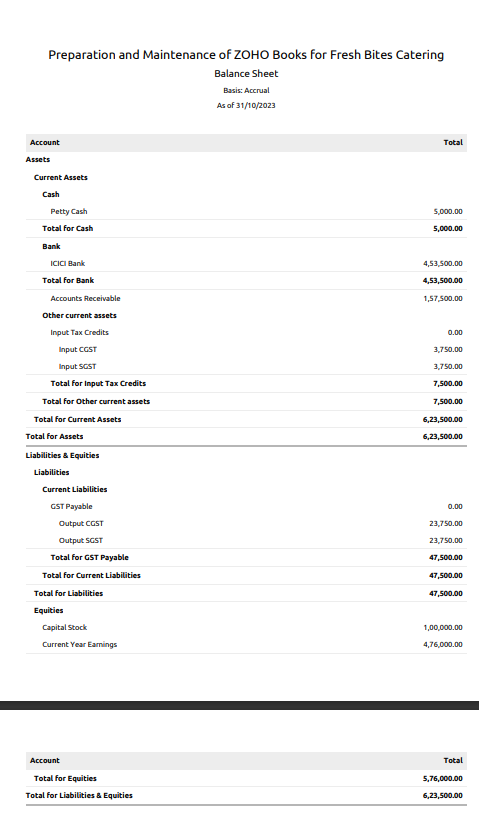 Preparation and Maintenance of ZOHO Books for Fresh Bites Catering
Balance Sheet
Basis: Accrual
As of 31/10/2023
Account Total
Assets
Current Assets
Cash
Petty Cash 5,000.00
Total for Cash 5,000.00
Bank
ICICI Bank 4,53,500.00
Total for Bank 4,53,500.00
Accounts Receivable 1,57,500.00
Other current assets
Input Tax Credits 0.00
Input CGST 3,750.00
Input SGST 3,750.00
Total for Input Tax Credits 7,500.00
Total for Other current assets 7,500.00
Total for Current Assets 6,23,500.00
Total for Assets 6,23,500.00
Liabilities & Equities
Liabilities
Current Liabilities
GST Payable 0.00
Output CGST 23,750.00
Output SGST 23,750.00
Total for GST Payable 47,500.00
Total for Current Liabilities 47,500.00
Total for Liabilities 47,500.00
Equities
Capital Stock 1,00,000.00
Current Year Earnings 4,76,000.00
Account Total
Total for Equities 5,76,000.00
Total for Liabilities & Equities 6,23,500.00